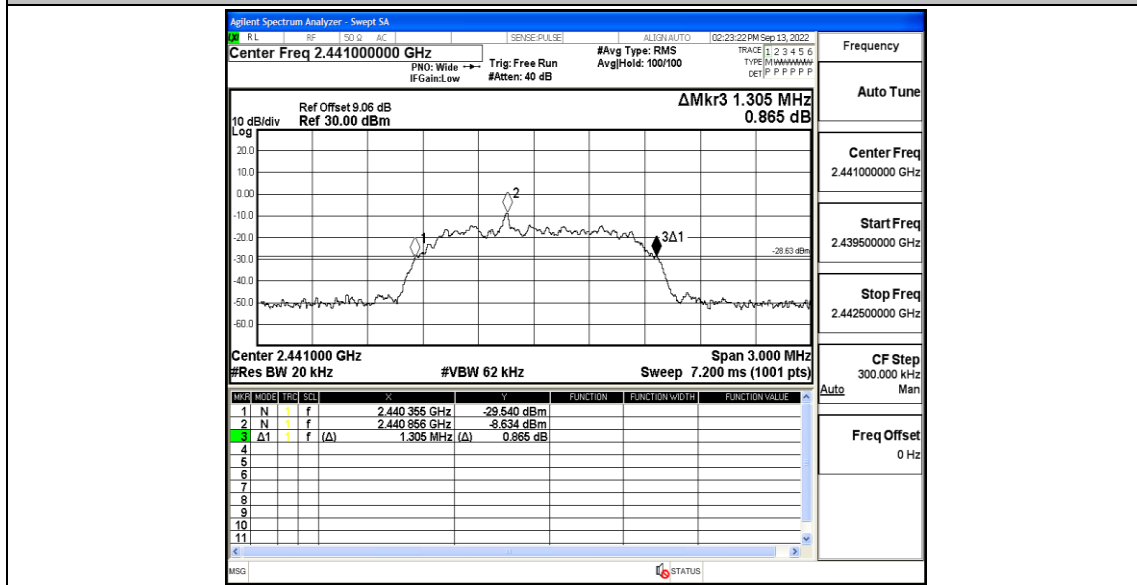 Agilent Spectrum Analyzer - Swept SA
LXI RL RF 50 Ω AC SENSE:PULSE ALIGNAUTO 02:23:22 PM Sep 13, 2022
Center Freq 2.441000000 GHz
PNO: Wide
IFGain:Low
Trig: Free Run
#Atten: 40 dB
#Avg Type: RMS
Avg|Hold: 100/100
TRACE 1 2 3 4 5 6
TYPE M WWWWW
DET P P P P P P
Ref Offset 9.06 dB
10 dB/div Ref 30.00 dBm
Log
ΔMkr3 1.305 MHz
0.865 dB
20.0
10.0
0.00
-10.0
-20.0
-30.0
-40.0
-50.0
-60.0
1
2
3Δ1
-28.63 dBm
Center 2.441000 GHz Span 3.000 MHz
#Res BW 20 kHz #VBW 62 kHz Sweep 7.200 ms (1001 pts)
MKR MODE TRC SCL X Y FUNCTION FUNCTION WIDTH FUNCTION VALUE
1 N 1 f 2.440 355 GHz -29.540 dBm
2 N 1 f 2.440 856 GHz -8.634 dBm
3 Δ1 1 f (Δ) 1.305 MHz (Δ) 0.865 dB
4
5
6
7
8
9
10
11
MSG STATUS
Frequency
Auto Tune
Center Freq
2.441000000 GHz
Start Freq
2.439500000 GHz
Stop Freq
2.442500000 GHz
CF Step
300.000 kHz
Auto Man
Freq Offset
0 Hz